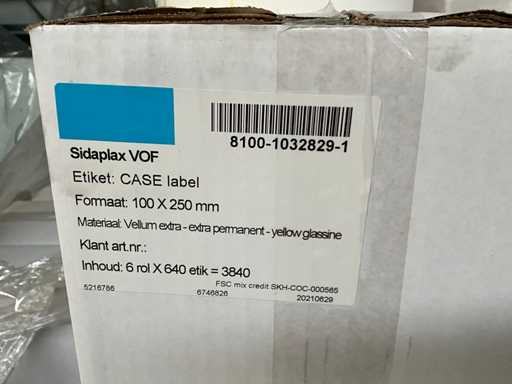 8100-1032829-1
Sidaplax VOF
Etiket: CASE label
Formaat: 100 X 250 mm
Materiaal: Vellum extra - extra permanent - yellow glassine
Klant art.nr.:
Inhoud: 6 rol X 640 etik = 3840
FSC mix credit SKH-COC-000565
5216786 6746826 20210629